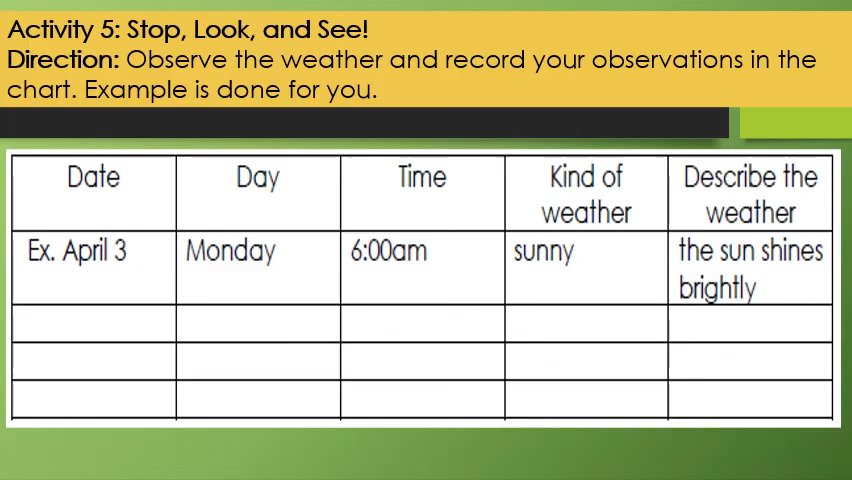 Activity 5: Stop, Look, and See!
Direction: Observe the weather and record your observations in the
chart. Example is done for you.
Date Day Time Kind of weather Describe the weather
Ex. April 3 Monday 6:00am sunny the sun shines brightly